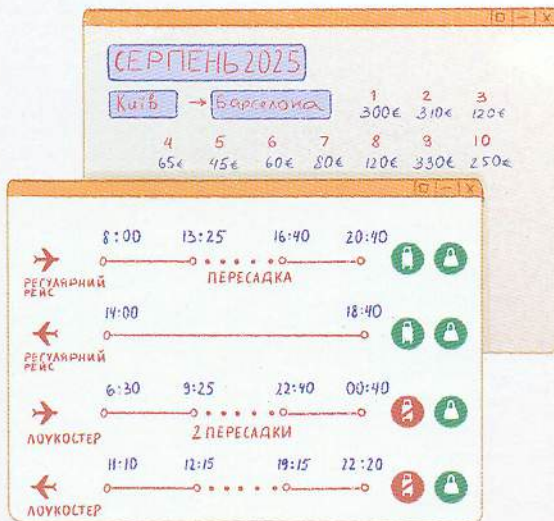 СЕРПЕНЬ 2025
Київ → Барселона
1 2 3
300€ 310€ 120€
4 5 6 7 8 9 10
65€ 45€ 60€ 80€ 120€ 330€ 250€
8:00 13:25 16:40 20:40
ПЕРЕСАДКА
РЕГУЛЯРНИЙ
РЕЙС
14:00 18:40
РЕГУЛЯРНИЙ
РЕЙС
6:30 9:25 22:40 00:40
2 ПЕРЕСАДКИ
ЛОУКОСТЕР
11:10 12:15 19:15 22:20
ЛОУКОСТЕР